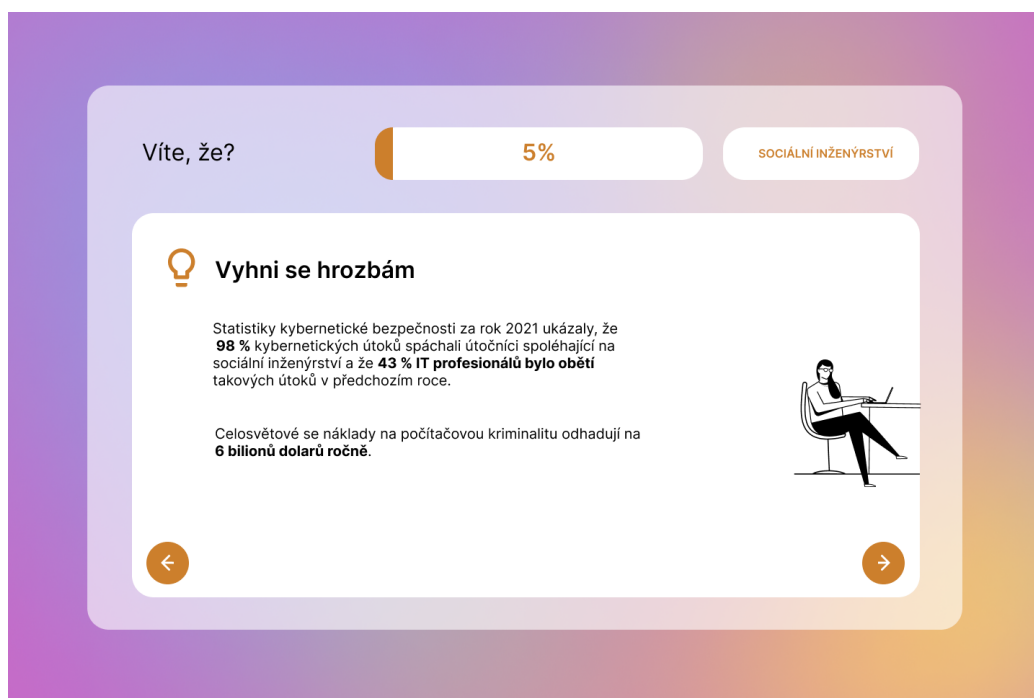 Víte, že?
5%
SOCIÁLNÍ INŽENÝRSTVÍ
Vyhni se hrozbám
Statistiky kybernetické bezpečnosti za rok 2021 ukázaly, že
98 % kybernetických útoků spáchali útočníci spoléhající na
sociální inženýrství a že 43 % IT profesionálů bylo obětí
takových útoků v předchozím roce.
Celosvětové se náklady na počítačovou kriminalitu odhadují na
6 bilionů dolarů ročně.